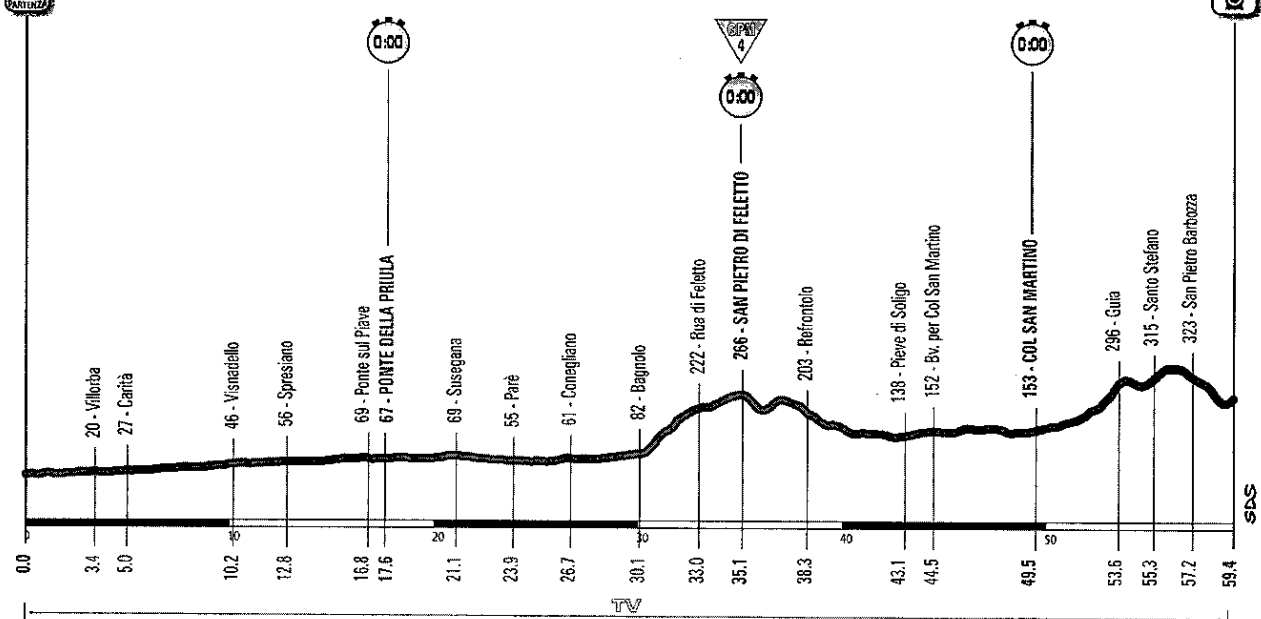 PARTENZA
0:00
GPM
4
0:00
0:00
20 - Villorba
27 - Carità
46 - Visnadello
56 - Spresiano
69 - Ponte sul Piave
67 - PONTE DELLA PRIULA
69 - Susegana
55 - Parè
61 - Conegliano
82 - Bagnolo
222 - Rua di Feletto
266 - SAN PIETRO DI FELETTO
203 - Refrontolo
138 - Pieve di Soligo
152 - Bv. per Col San Martino
153 - COL SAN MARTINO
296 - Guia
315 - Santo Stefano
323 - San Pietro Barbozza
SDS
0
10
20
30
40
50
0.0
3.4
5.0
10.2
12.8
16.8
17.6
21.1
23.9
26.7
30.1
33.0
35.1
38.3
43.1
44.5
49.5
53.6
55.3
57.2
59.4
TV